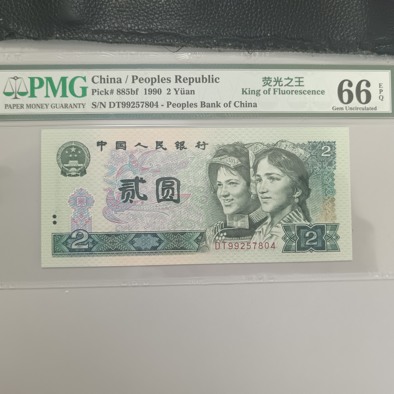 PMG
PAPER MONEY GUARANTY
China / Peoples Republic
Pick# 885bf 1990 2 Yüan
S/N DT99257804 - Peoples Bank of China
荧光之王
King of Fluorescence
66 EPQ
Gem Uncirculated
中国人民银行
贰圆
2
DT99257804
2
2